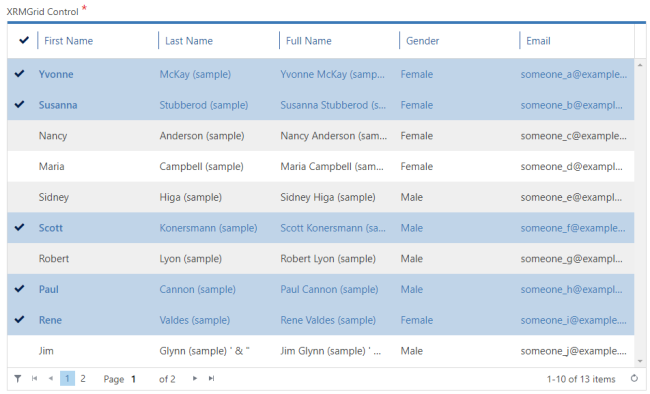 XRMGrid Control *
First Name Last Name Full Name Gender Email
Yvonne McKay (sample) Yvonne McKay (samp... Female someone_a@example...
Susanna Stubberod (sample) Susanna Stubberod (s... Female someone_b@example...
Nancy Anderson (sample) Nancy Anderson (sam... Female someone_c@example...
Maria Campbell (sample) Maria Campbell (sam... Female someone_d@exampl...
Sidney Higa (sample) Sidney Higa (sample) Male someone_e@example...
Scott Konersmann (sample) Scott Konersmann (sa... Male someone_f@example...
Robert Lyon (sample) Robert Lyon (sample) Male someone_g@exampl...
Paul Cannon (sample) Paul Cannon (sample) Male someone_h@exampl...
Rene Valdes (sample) Rene Valdes (sample) Female someone_i@example...
Jim Glynn (sample) ' & " Jim Glynn (sample) ' ... Male someone_j@example...
1 2 Page 1 of 2 1-10 of 13 items